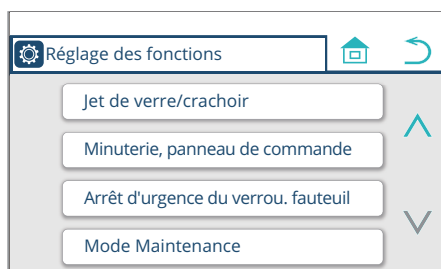 Réglage des fonctions
Jet de verre/crachoir
Minuterie, panneau de commande
Arrêt d'urgence du verrou. fauteuil
Mode Maintenance